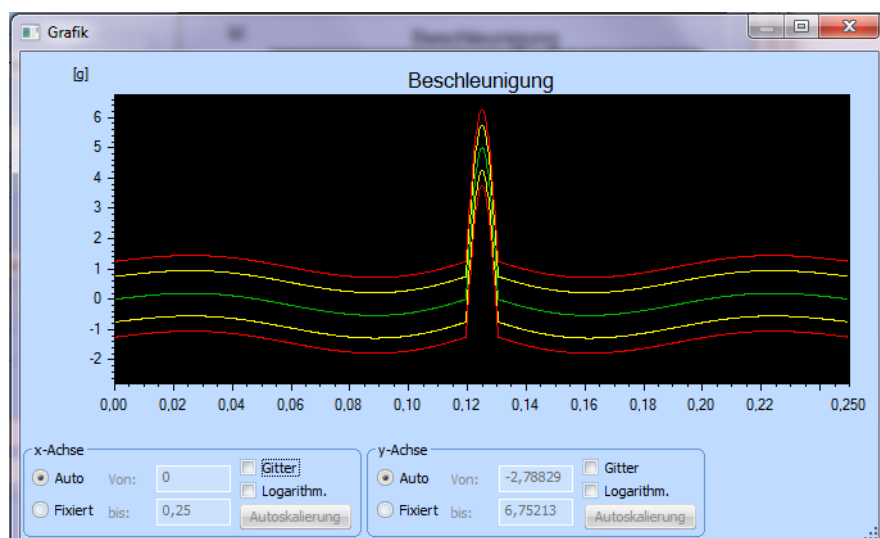 Grafik
[g]
Beschleunigung
6
5
4
3
2
1
0
-1
-2
0,00 0,02 0,04 0,06 0,08 0,10 0,12 0,14 0,16 0,18 0,20 0,22 0,250
x-Achse
Auto Von: 0 Gitter
Logarithm.
Fixiert bis: 0,25 Autoskalierung
y-Achse
Auto Von: -2,78829 Gitter
Logarithm.
Fixiert bis: 6,75213 Autoskalierung